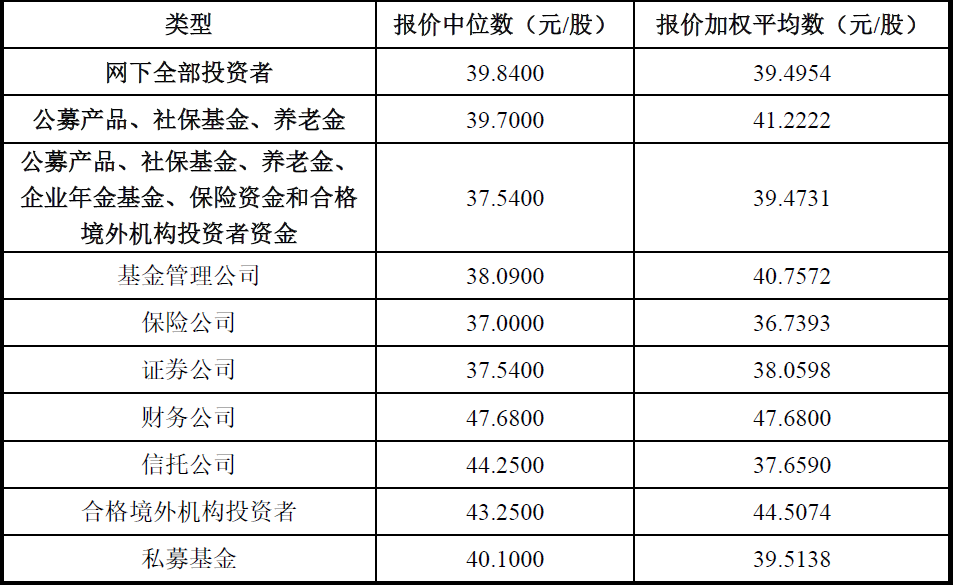 类型 报价中位数（元/股） 报价加权平均数（元/股）
网下全部投资者 39.8400 39.4954
公募产品、社保基金、养老金 39.7000 41.2222
公募产品、社保基金、养老金、
企业年金基金、保险资金和合格
境外机构投资者资金
37.5400 39.4731
基金管理公司 38.0900 40.7572
保险公司 37.0000 36.7393
证券公司 37.5400 38.0598
财务公司 47.6800 47.6800
信托公司 44.2500 37.6590
合格境外机构投资者 43.2500 44.5074
私募基金 40.1000 39.5138